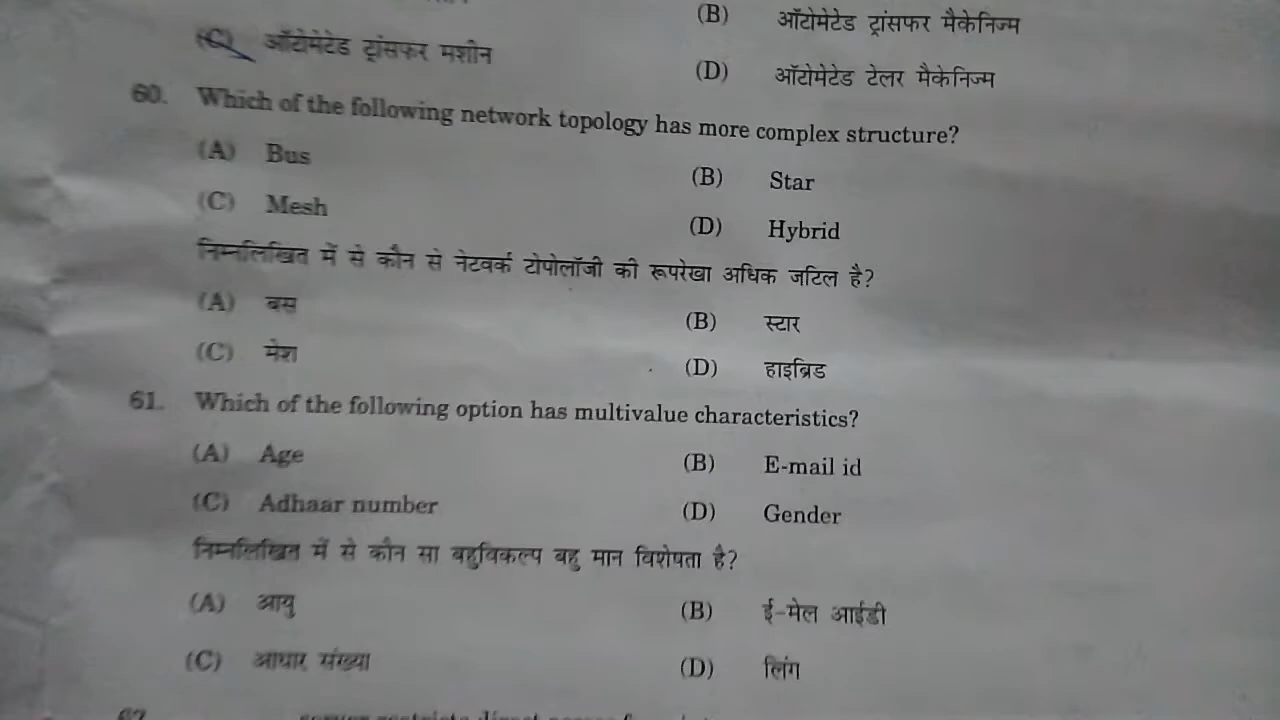 (B) ऑटोमेटेड ट्रांसफर मैकेनिज्म
(C) ऑटोमेटेड ट्रांसफर मशीन
(D) ऑटोमेटेड टेलर मैकेनिज्म
60. Which of the following network topology has more complex structure?
(A) Bus
(B) Star
(C) Mesh
(D) Hybrid
निम्नलिखित में से कौन से नेटवर्क टोपोलॉजी की रूपरेखा अधिक जटिल है?
(A) बस
(B) स्टार
(C) मेश
(D) हाइब्रिड
61. Which of the following option has multivalue characteristics?
(A) Age
(B) E-mail id
(C) Adhaar number
(D) Gender
निम्नलिखित में से कौन सा बहुविकल्प बहु मान विशेषता है?
(A) आयु
(B) ई-मेल आईडी
(C) आधार संख्या
(D) लिंग
62.